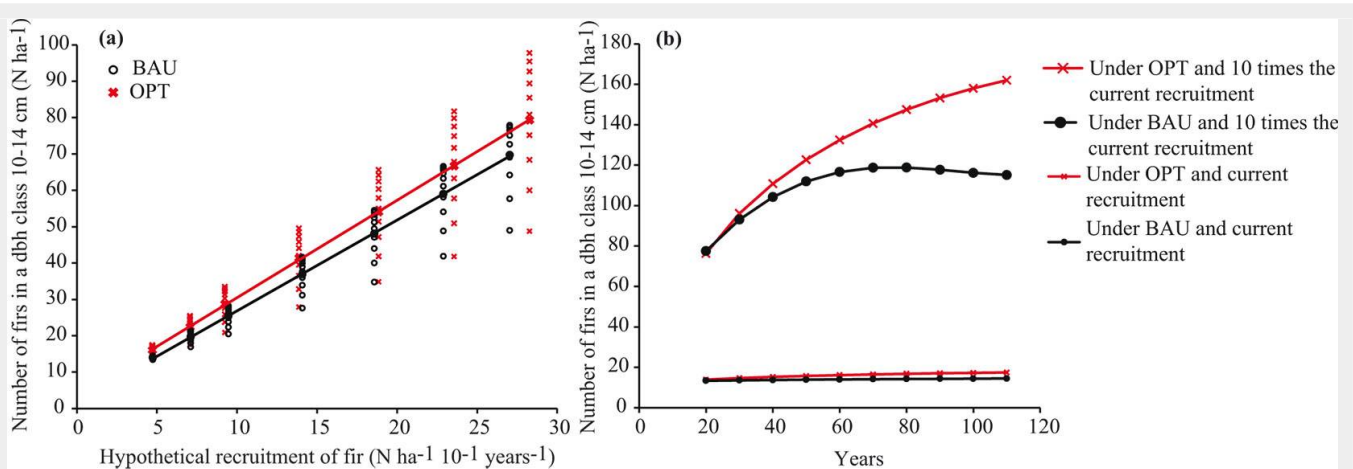 (a)
BAU
OPT
Number of firs in a dbh class 10-14 cm (N ha-1)
100
90
80
70
60
50
40
30
20
10
0
0
5
10
15
20
25
30
Hypothetical recruitment of fir (N ha-1 10-1 years-1)
(b)
Number of firs in a dbh class 10-14 cm (N ha-1)
180
160
140
120
100
80
60
40
20
0
0
20
40
60
80
100
120
Years
Under OPT and 10 times the
current recruitment
Under BAU and 10 times the
current recruitment
Under OPT and current
recruitment
Under BAU and current
recruitment